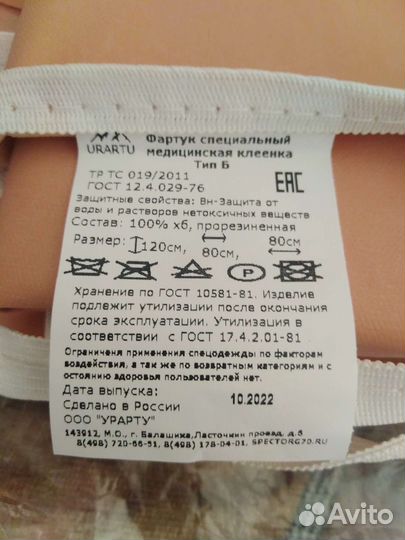 Фартук специальный
URARTU
медицинская клеенка
Тип Б
ТР ТС 019/2011
ГОСТ 12.4.029-76
EAC
Защитные свойства: Вн-Защита от
воды и растворов нетоксичных веществ
Состав: 100% хб, прорезиненная
Размер: 120см, 80см, 80см
P
Хранение по ГОСТ 10581-81. Изделие
подлежит утилизации после окончания
срока эксплуатации. Утилизация в
соответствии с ГОСТ 17.4.2.01-81
Ограничения применения спецодежды по факторам
воздействия, а так же по возвратным категориям и с
остоянию здоровья пользователей нет.
Дата выпуска: 10.2022
Сделано в России
ООО "УРАРТУ"
143912, М.О., г. Балашиха, Ласточкин проезд, д.8
8(498) 720-66-51, 8(498) 178-04-01, SPECTORG70.RU
Avito